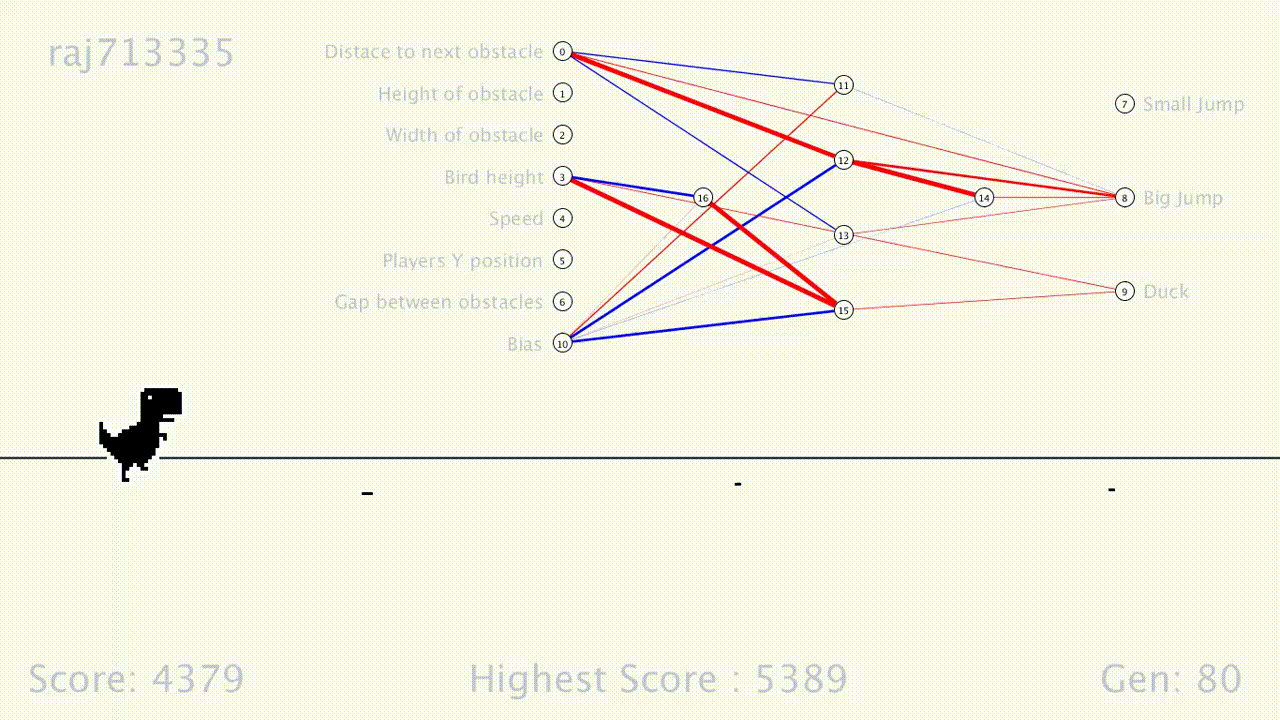 raj713335
Distace to next obstacle
Height of obstacle
Width of obstacle
Bird height
Speed
Players Y position
Gap between obstacles
Bias
0
1
2
3
4
5
6
10
16
11
12
13
15
14
7
8
9
Small Jump
Big Jump
Duck
Score: 4379
Highest Score : 5389
Gen: 80